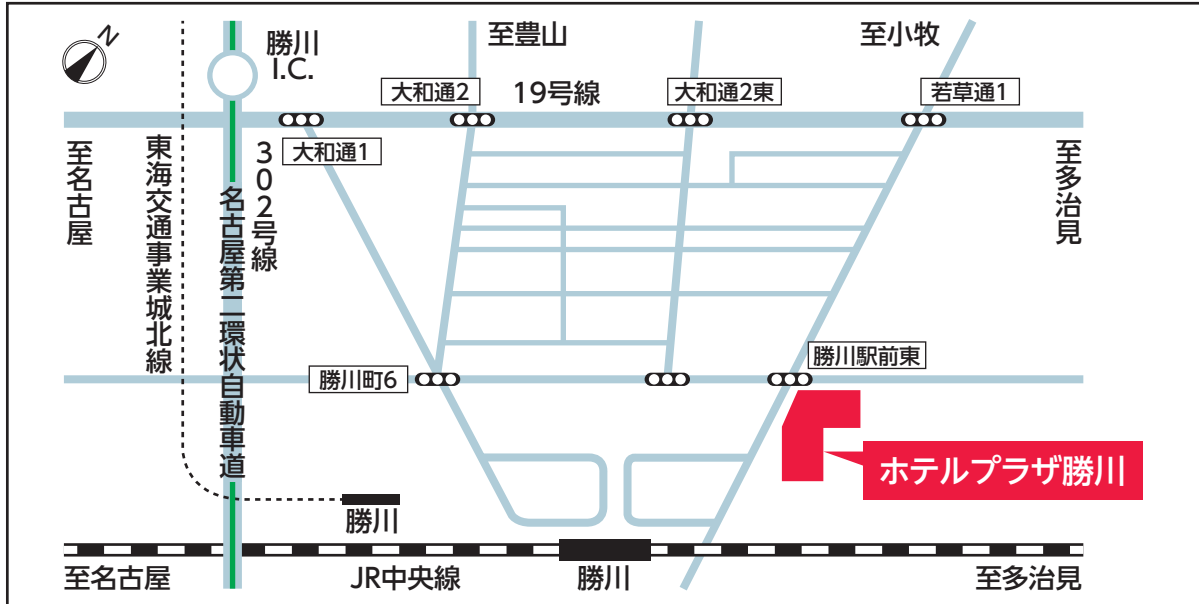 N
勝川
I.C.
至豊山
至小牧
大和通2
19号線
大和通2東
若草通1
大和通1
至名古屋
東海交通事業城北線
名古屋第二環状自動車道
302号線
至多治見
勝川町6
勝川駅前東
ホテルプラザ勝川
勝川
至名古屋
JR中央線
勝川
至多治見